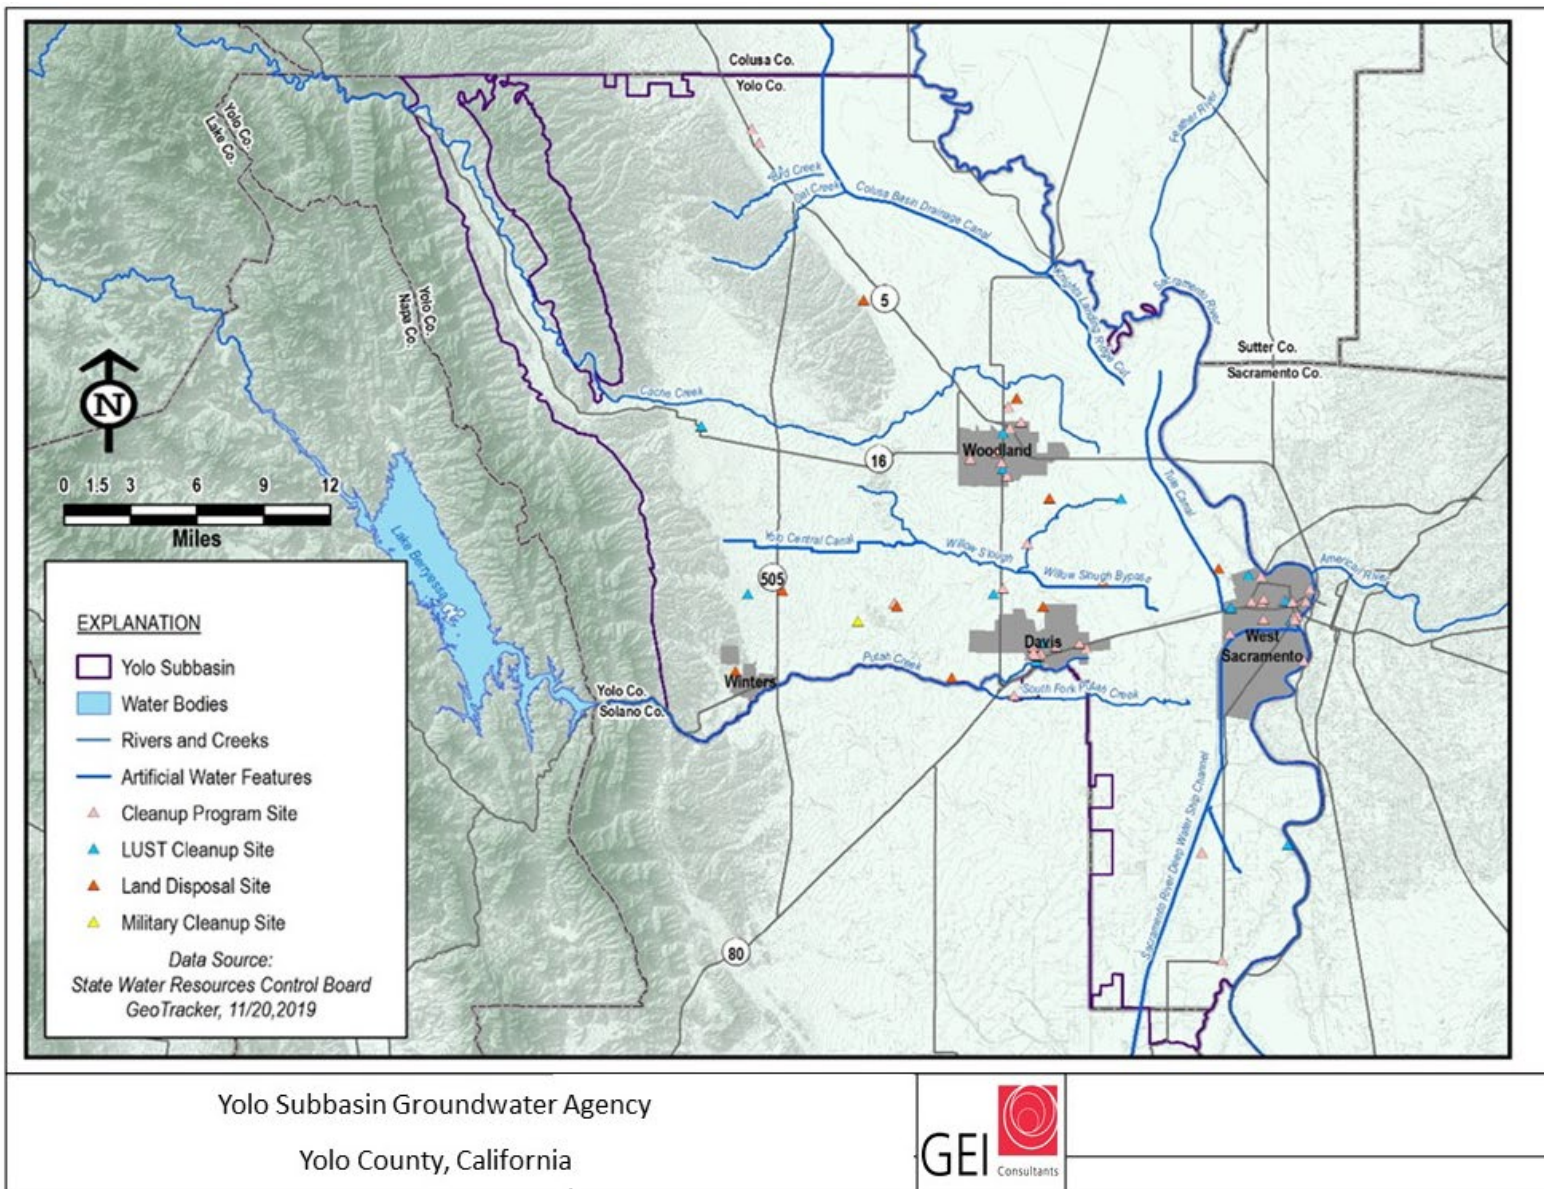 Colusa Co.
Yolo Co.
Yolo Co.
Lake Co.
Feather River
Bird Creek
Oat Creek
Colusa Basin Drainage Canal
Yolo Co.
Napa Co.
5
Knights Landing Ridge Cut
Sacramento River
Sutter Co.
Sacramento Co.
N
Cache Creek
16
Woodland
0 1.5 3 6 9 12
Miles
Lake Berryessa
Tule Canal
Yolo Central Canal
Willow Slough
Willow Slough Bypass
American River
505
Davis
West
Sacramento
Putah Creek
Winters
South Fork Putah Creek
Yolo Co.
Solano Co.
Sacramento River Deep Water Ship Channel
80
EXPLANATION
Yolo Subbasin
Water Bodies
Rivers and Creeks
Artificial Water Features
Cleanup Program Site
LUST Cleanup Site
Land Disposal Site
Military Cleanup Site
Data Source:
State Water Resources Control Board
GeoTracker, 11/20,2019
Yolo Subbasin Groundwater Agency
Yolo County, California
GEI
Consultants